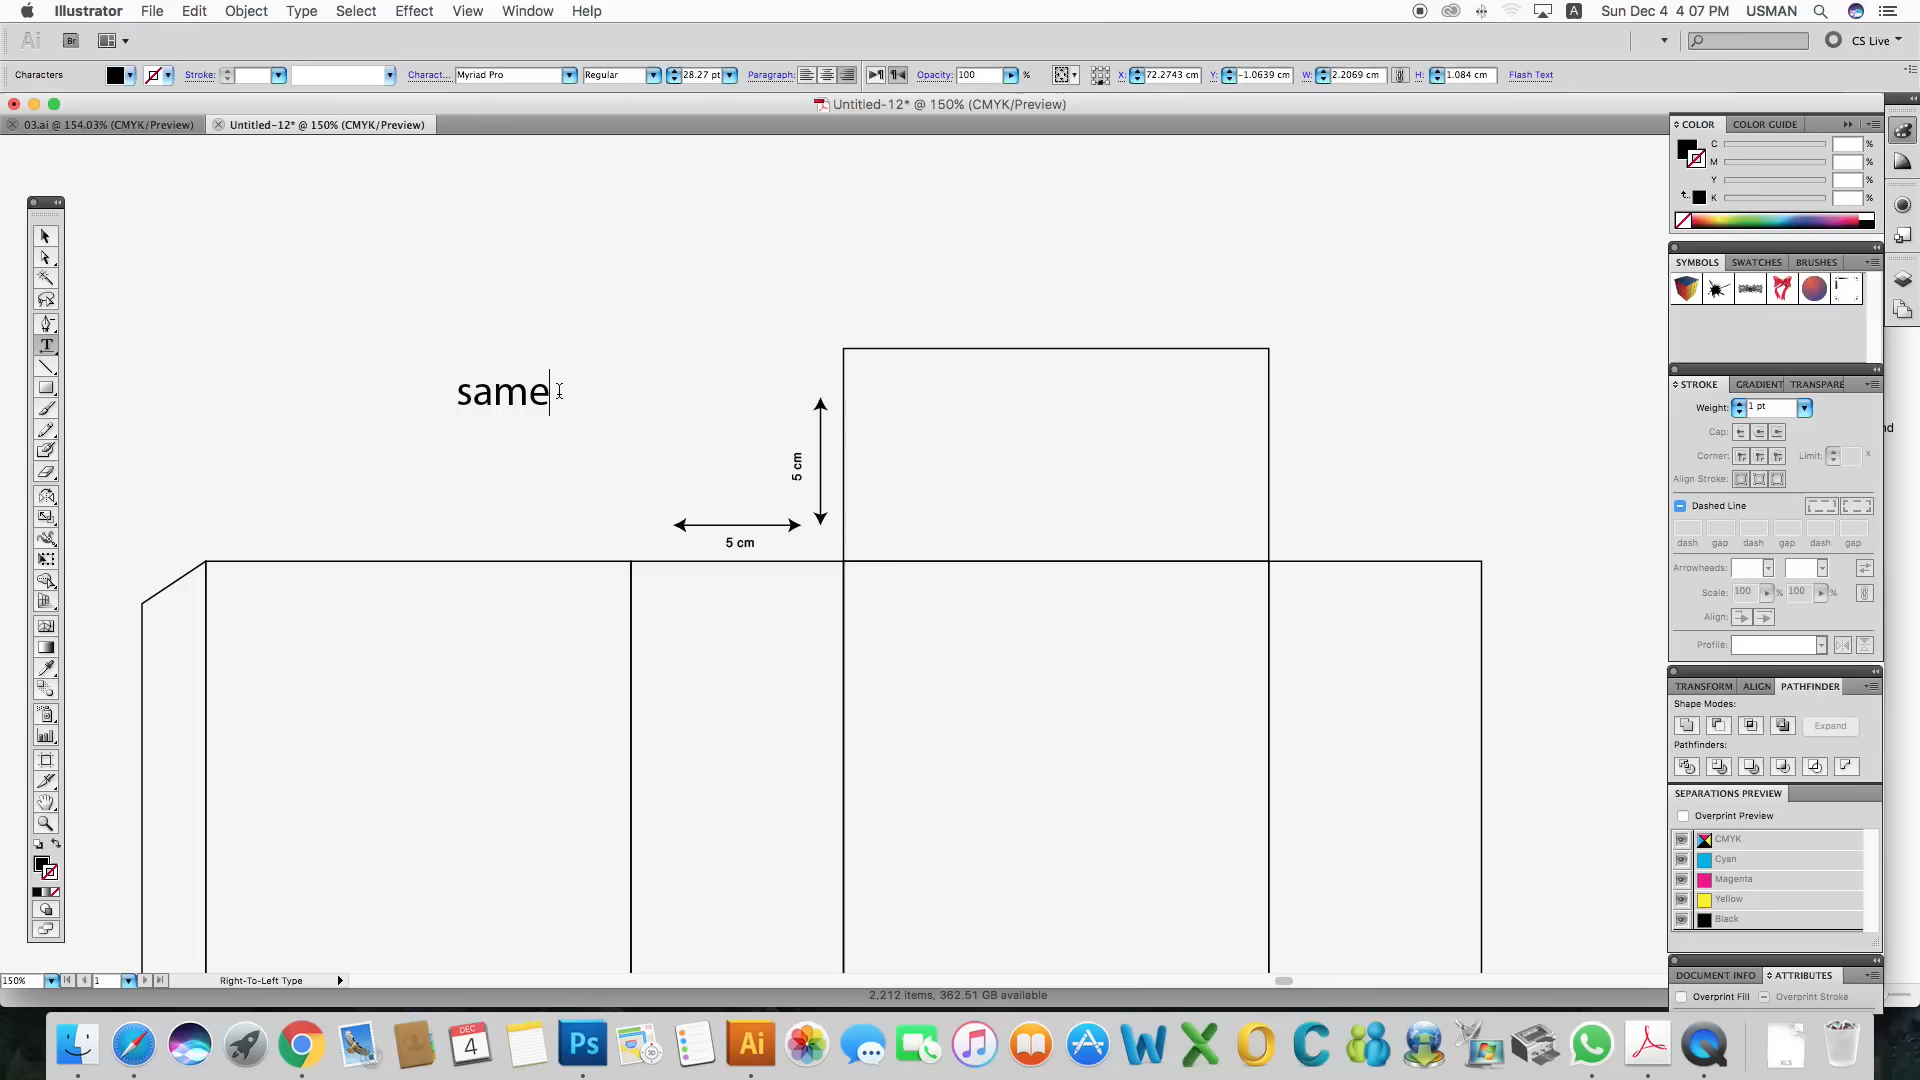 Illustrator File Edit Object Type Select Effect View Window Help Sun Dec 4 4:07 PM USMAN
Ai Br CS Live
Characters Stroke: Charact... Myriad Pro Regular 28.27 pt Paragraph: Opacity: 100 % X: 72.2743 cm Y: -1.0639 cm W: 2.2069 cm H: 1.084 cm Flash Text
Untitled-12* @ 150% (CMYK/Preview)
03.ai @ 154.03% (CMYK/Preview) Untitled-12* @ 150% (CMYK/Preview)
COLOR COLOR GUIDE
C %
M %
Y %
K %
SYMBOLS SWATCHES BRUSHES
same
5 cm
5 cm
STROKE GRADIENT TRANSPARE
Weight: 1 pt
Cap:
Corner: Limit: x
Align Stroke:
Dashed Line
dash gap dash gap dash gap
Arrowheads:
Scale: 100 % 100 %
Align:
Profile:
TRANSFORM ALIGN PATHFINDER
Shape Modes:
Expand
Pathfinders:
SEPARATIONS PREVIEW
Overprint Preview
CMYK
Cyan
Magenta
Yellow
Black
DOCUMENT INFO ATTRIBUTES
Overprint Fill Overprint Stroke
150% 1 Right-To-Left Type
2,212 items, 362.51 GB available
nd
DEC
4
Ps
Ai
3D
XLS